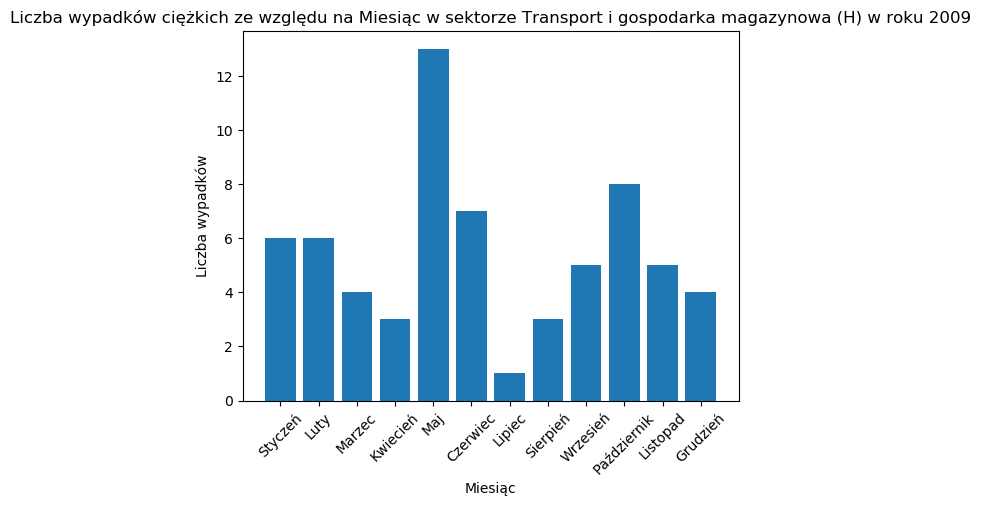 Liczba wypadków ciężkich ze względu na Miesiąc w sektorze Transport i gospodarka magazynowa (H) w roku 2009
Liczba wypadków
12
10
8
6
4
2
0
Styczeń
Luty
Marzec
Kwiecień
Maj
Czerwiec
Lipiec
Sierpień
Wrzesień
Październik
Listopad
Grudzień
Miesiąc